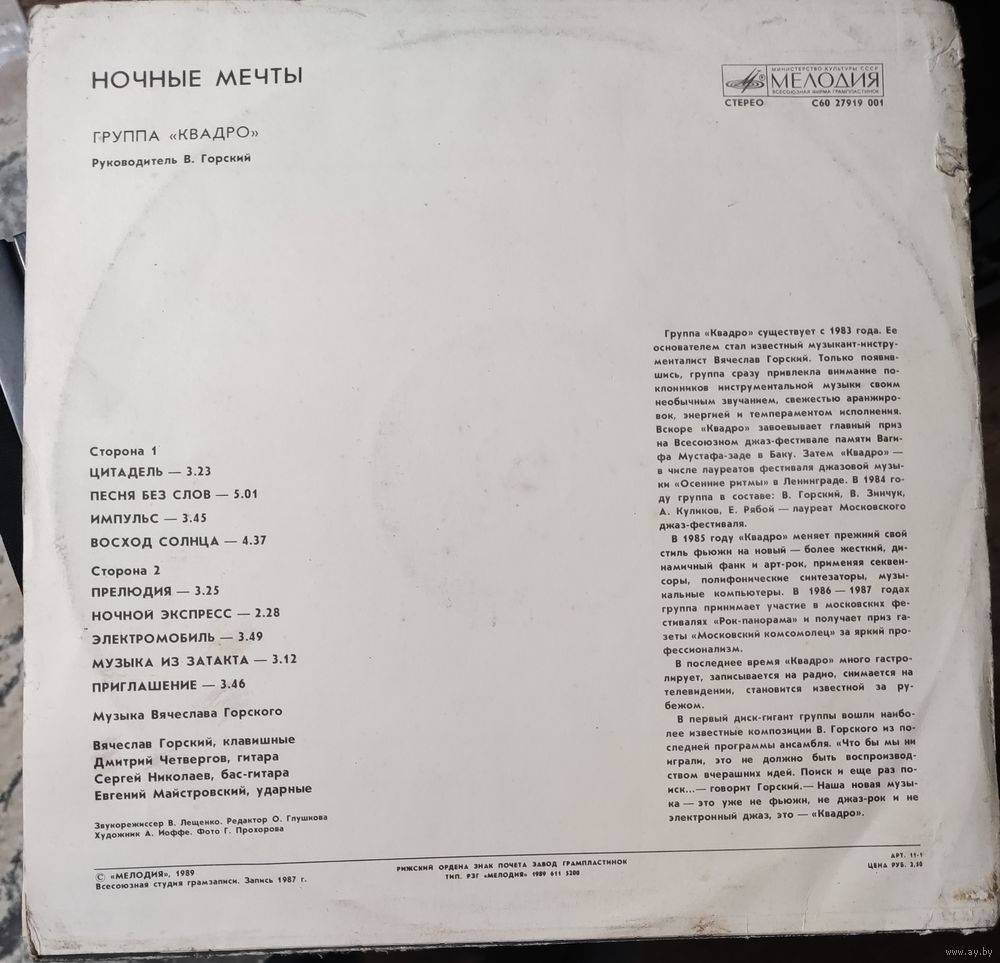 НОЧНЫЕ МЕЧТЫ
ГРУППА «КВАДРО»
Руководитель В. Горский
МИНИСТЕРСТВО КУЛЬТУРЫ СССР
МЕЛОДИЯ
ВСЕСОЮЗНАЯ ФИРМА ГРАМПЛАСТИНОК
СТЕРЕО С60 27919 001
Сторона 1
ЦИТАДЕЛЬ — 3.23
ПЕСНЯ БЕЗ СЛОВ — 5.01
ИМПУЛЬС — 3.45
ВОСХОД СОЛНЦА — 4.37
Сторона 2
ПРЕЛЮДИЯ — 3.25
НОЧНОЙ ЭКСПРЕСС — 2.28
ЭЛЕКТРОМОБИЛЬ — 3.49
МУЗЫКА ИЗ ЗАТАКТА — 3.12
ПРИГЛАШЕНИЕ — 3.46
Музыка Вячеслава Горского
Вячеслав Горский, клавишные
Дмитрий Четвергов, гитара
Сергей Николаев, бас-гитара
Евгений Майстровский, ударные
Звукорежиссер В. Лещенко. Редактор О. Глушкова
Художник А. Иоффе. Фото Г. Прохорова
Группа «Квадро» существует с 1983 года. Ее
основателем стал известный музыкант-инстру-
менталист Вячеслав Горский. Только появив-
шись, группа сразу привлекла внимание по-
клонников инструментальной музыки своим
необычным звучанием, свежестью аранжиро-
вок, энергией и темпераментом исполнения.
Вскоре «Квадро» завоевывает главный приз
на Всесоюзном джаз-фестивале памяти Ваги-
фа Мустафа-заде в Баку. Затем «Квадро» —
в числе лауреатов фестиваля джазовой музы-
ки «Осенние ритмы» в Ленинграде. В 1984 го-
ду группа в составе: В. Горский, В. Зинчук,
А. Куликов, Е. Рябой — лауреат Московского
джаз-фестиваля.
В 1985 году «Квадро» меняет прежний свой
стиль фьюжн на новый — более жесткий, ди-
намичный фанк и арт-рок, применяя секвен-
соры, полифонические синтезаторы, музы-
кальные компьютеры. В 1986 — 1987 годах
группа принимает участие в московских фе-
стивалях «Рок-панорама» и получает приз га-
зеты «Московский комсомолец» за яркий про-
фессионализм.
В последнее время «Квадро» много гастро-
лирует, записывается на радио, снимается на
телевидении, становится известной за ру-
бежом.
В первый диск-гигант группы вошли наибо-
лее известные композиции В. Горского из по-
следней программы ансамбля. «Что бы мы ни
играли, это не должно быть воспроизвод-
ством вчерашних идей. Поиск и еще раз по-
иск...— говорит Горский.— Наша новая музы-
ка — это уже не фьюжн, не джаз-рок и не
электронный джаз, это — «Квадро».
© «МЕЛОДИЯ», 1989
Всесоюзная студия грамзаписи. Запись 1987 г.
РИЖСКИЙ ОРДЕНА ЗНАК ПОЧЕТА ЗАВОД ГРАМПЛАСТИНОК
ТИП. РЗГ «МЕЛОДИЯ» 1989 611 5200
АРТ. 11-1
ЦЕНА РУБ. 2,50
www.ay.by